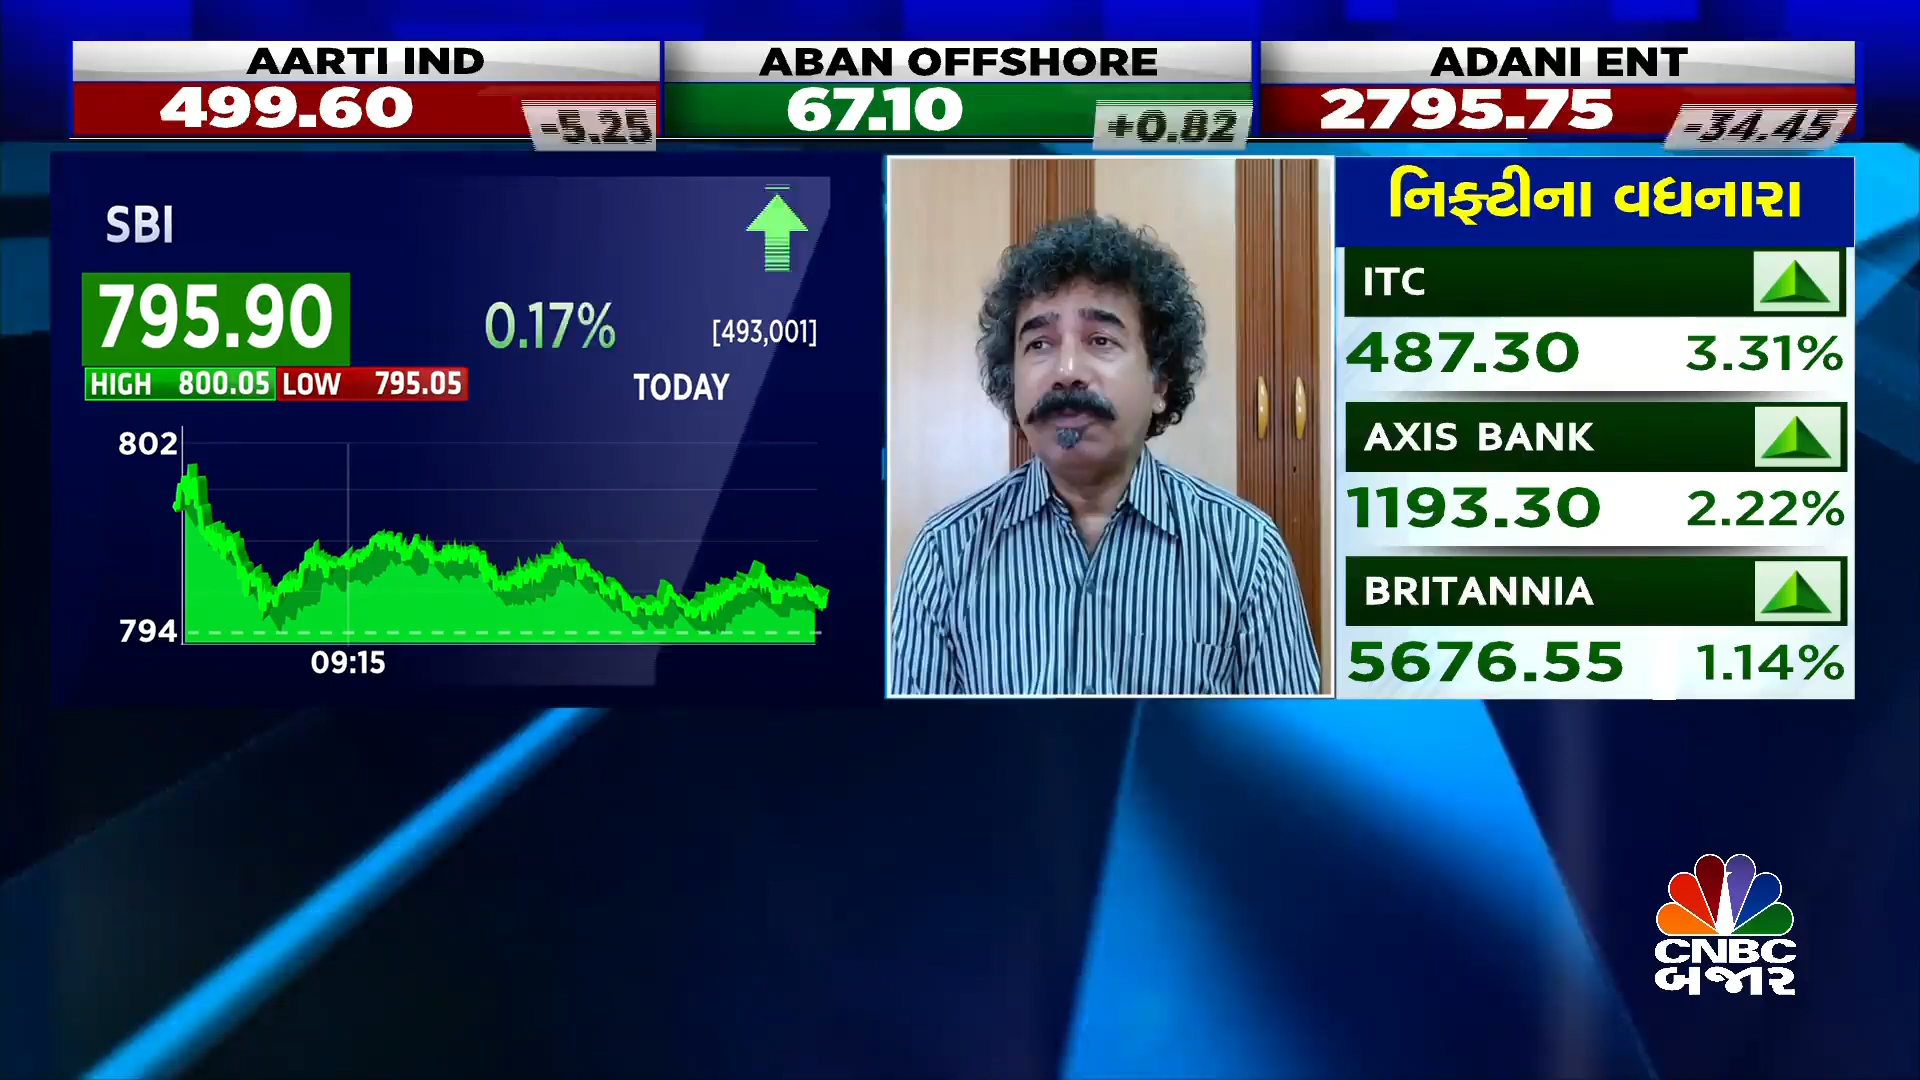 AARTI IND
499.60
-5.25
ABAN OFFSHORE
67.10
+0.82
ADANI ENT
2795.75
-34.45
SBI
795.90
0.17%
[493,001]
HIGH 800.05 LOW 795.05
TODAY
802
794
09:15
નિફ્ટીના વધનારા
ITC
487.30 3.31%
AXIS BANK
1193.30 2.22%
BRITANNIA
5676.55 1.14%
CNBC
બજાર